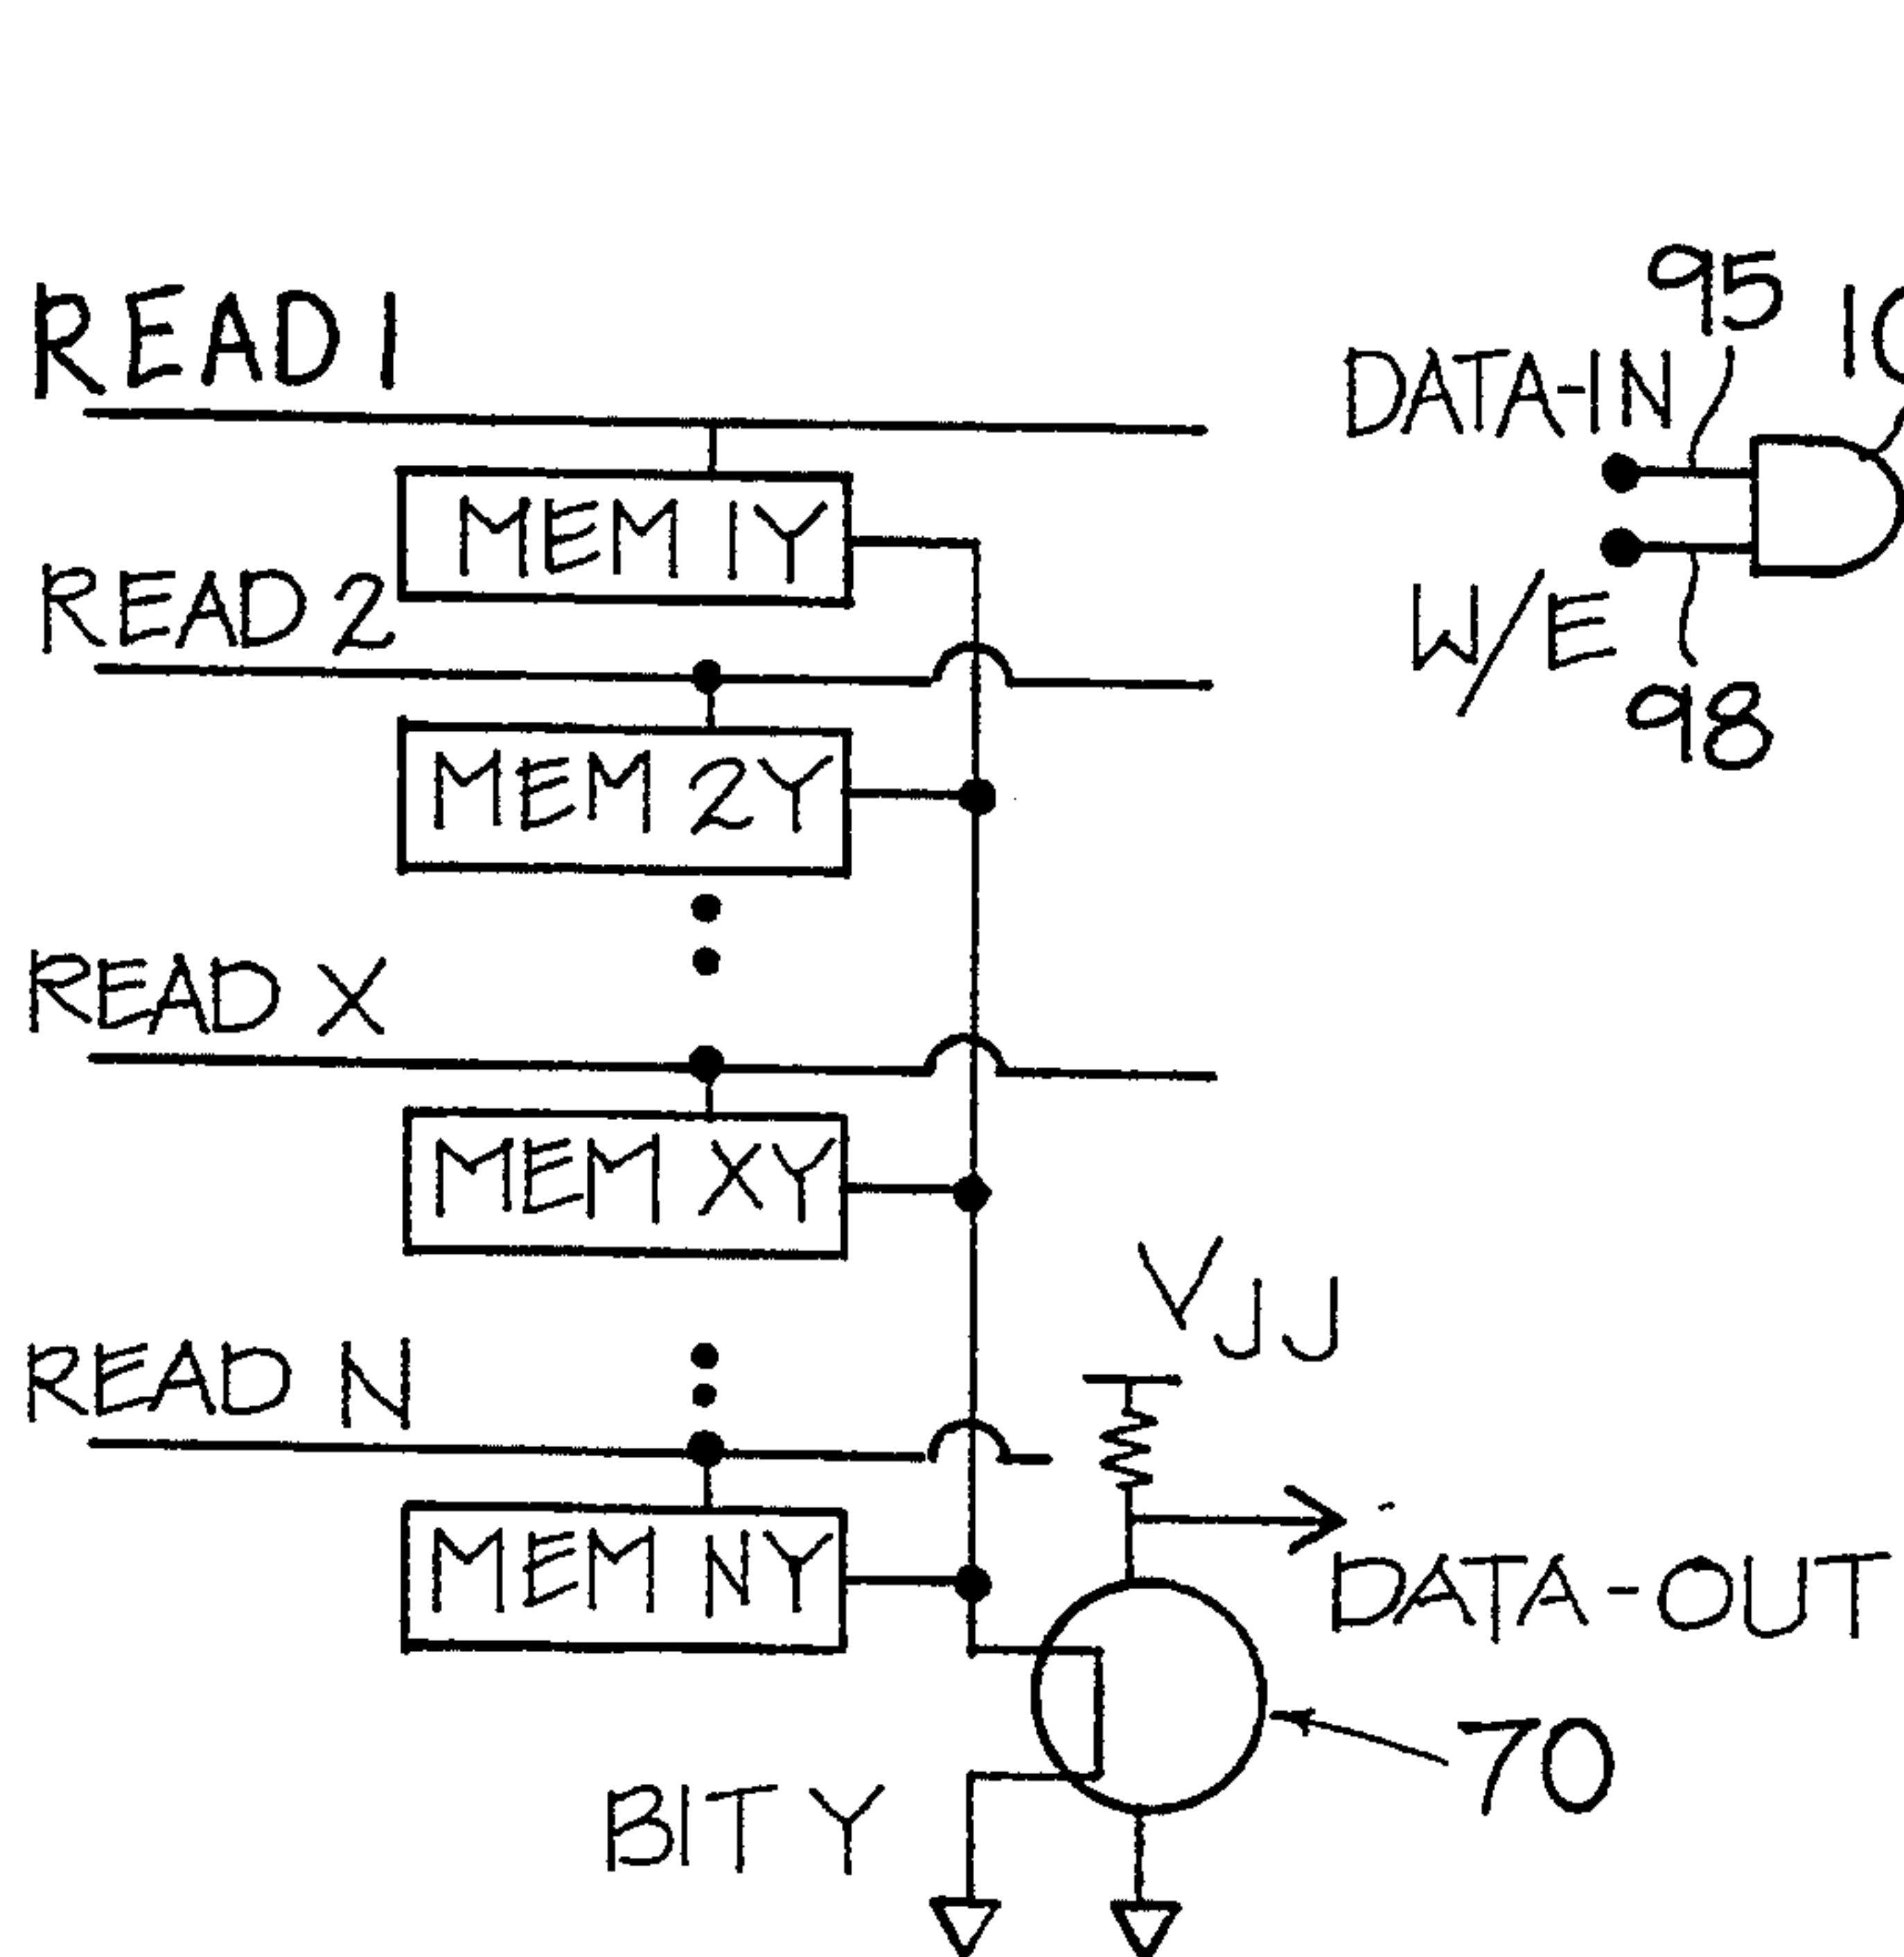 READ 1
MEM 1Y
READ 2
MEM 2Y
READ X
MEM XY
READ N
MEM NY
BIT Y
VJJ
DATA-OUT
70
95
DATA-IN
W/E
98